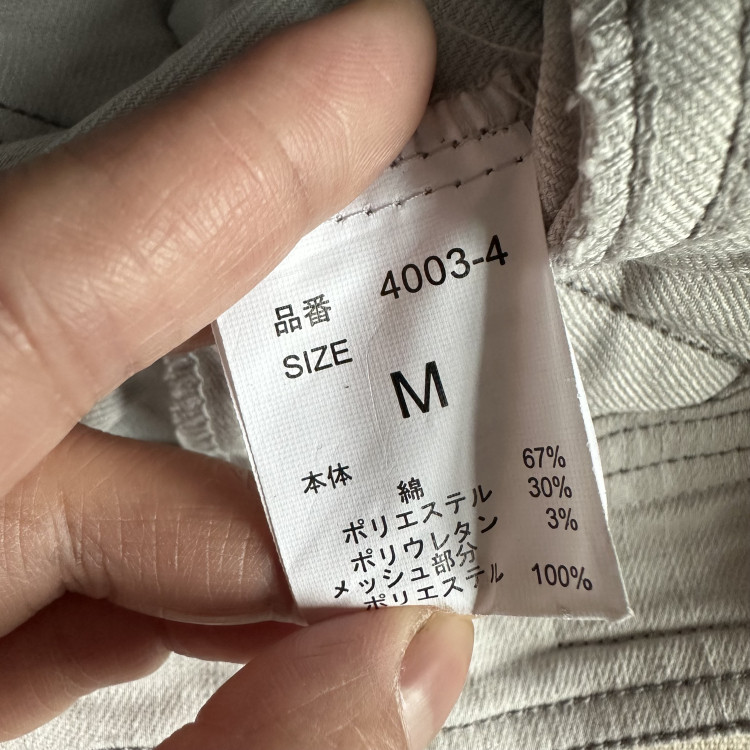 品番 4003-4
SIZE
M
本体 綿 67%
ポリエステル 30%
ポリウレタン 3%
メッシュ部分
ポリエステル 100%